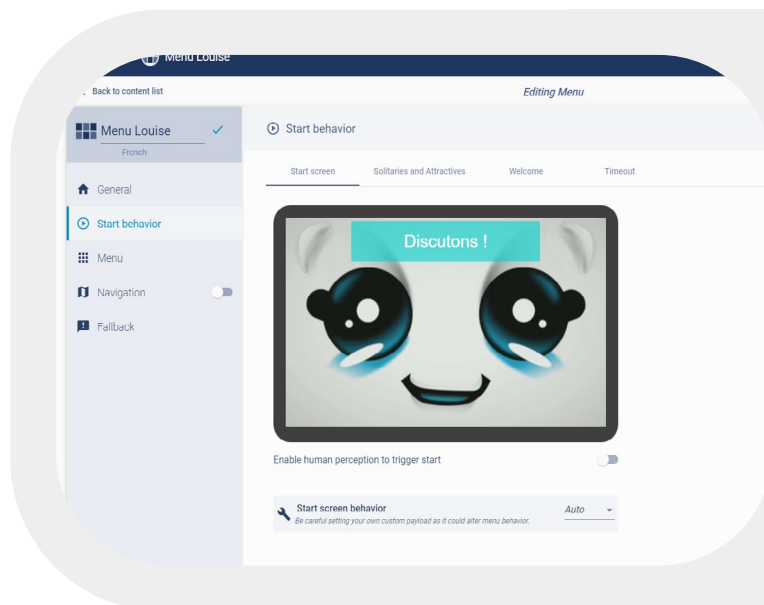 Menu Louise
Back to content list
Editing Menu
Menu Louise
French
General
Start behavior
Menu
Navigation
Fallback
Start behavior
Start screen
Solitaries and Attractives
Welcome
Timeout
Discutons !
Enable human perception to trigger start
Start screen behavior
Be careful setting your own custom payload as it could alter menu behavior.
Auto